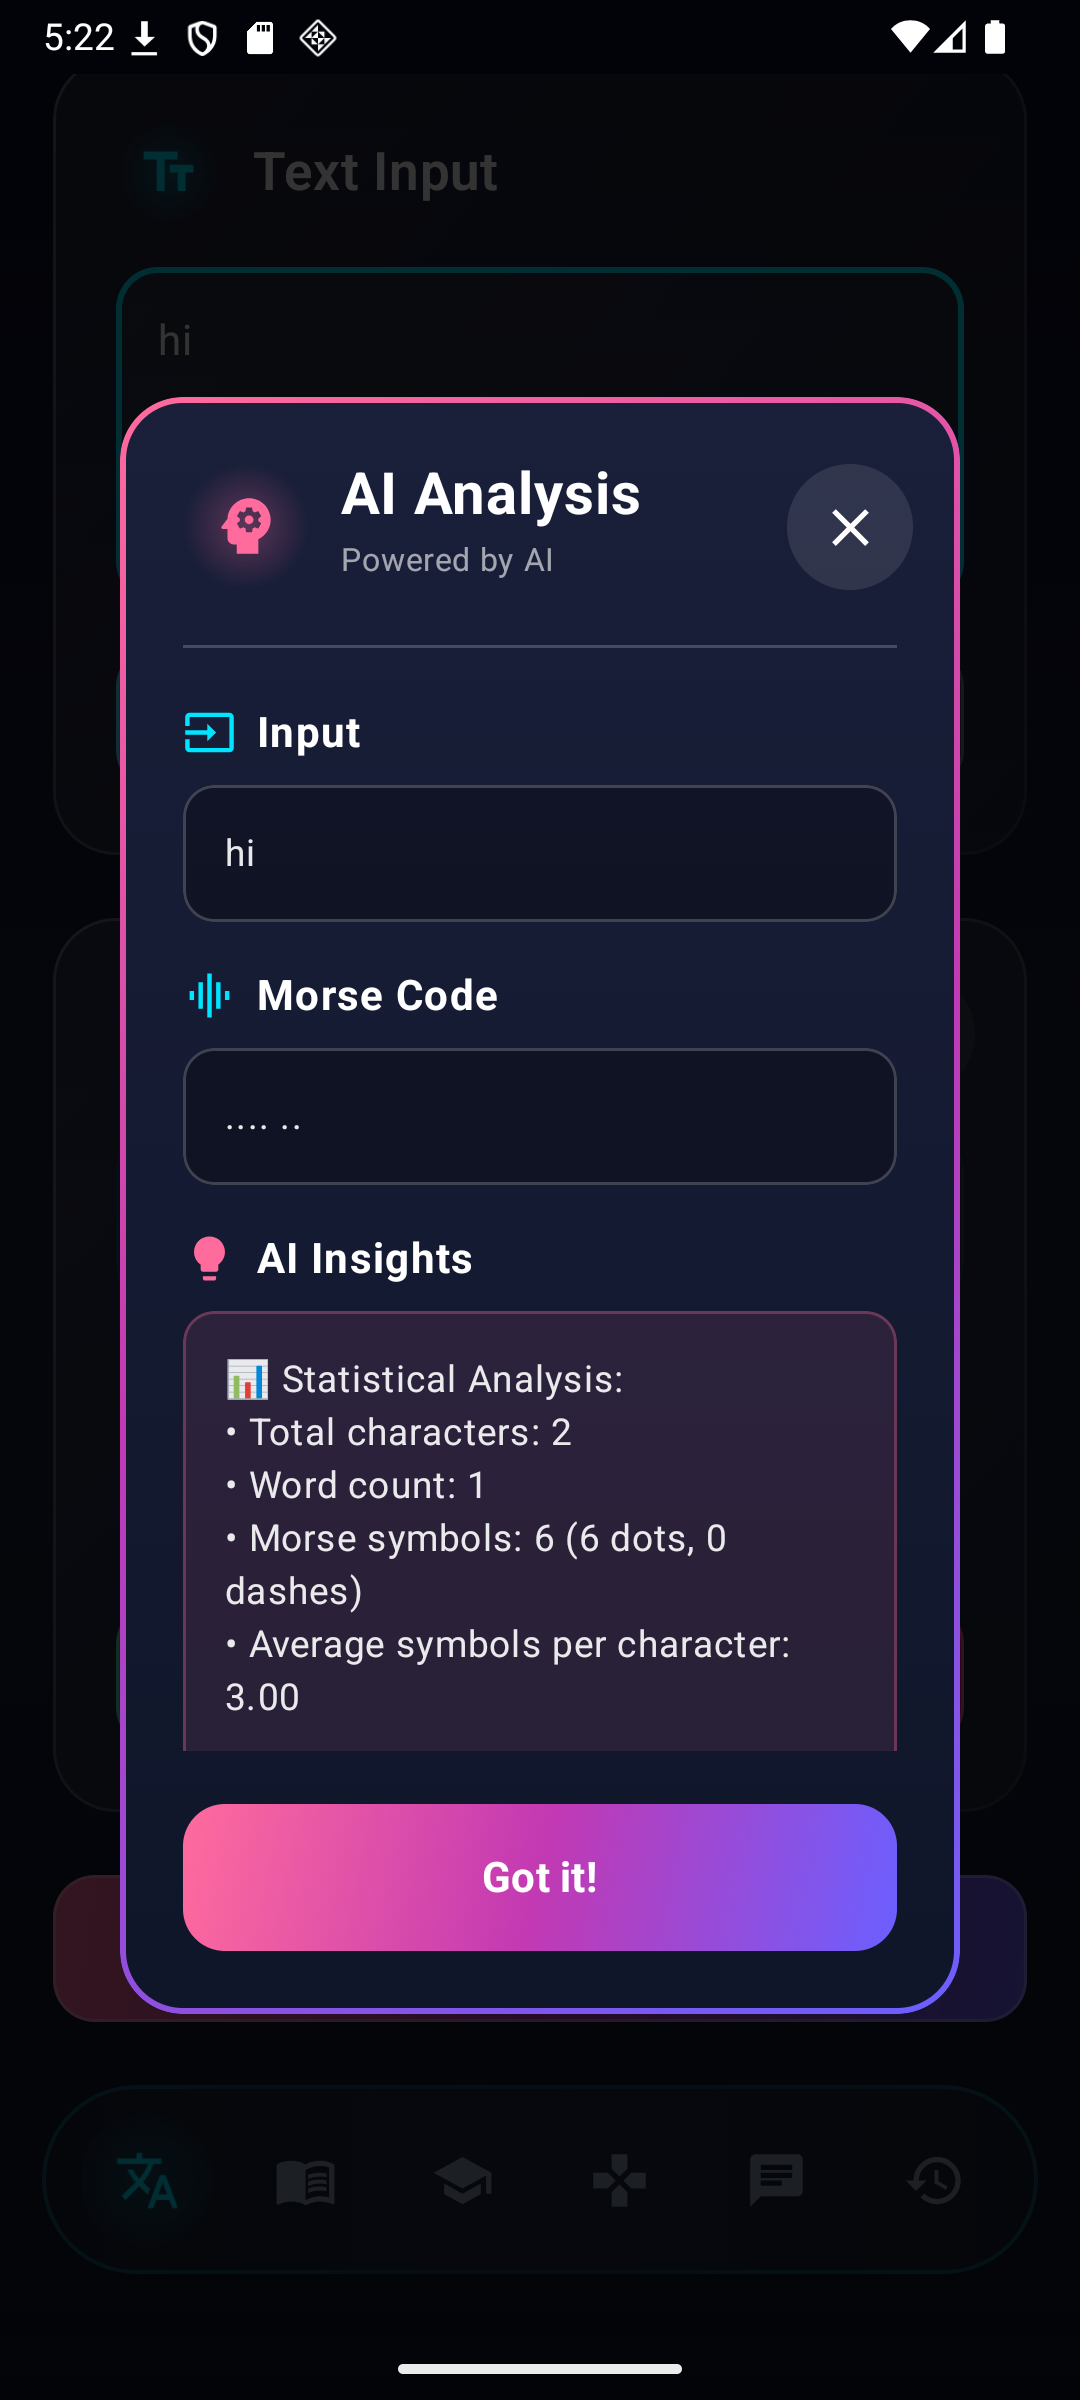 5:22
Text Input
hi
AI Analysis
Powered by AI
Input
hi
Morse Code
.... ..
AI Insights
📊 Statistical Analysis:
• Total characters: 2
• Word count: 1
• Morse symbols: 6 (6 dots, 0
dashes)
• Average symbols per character:
3.00
Got it!